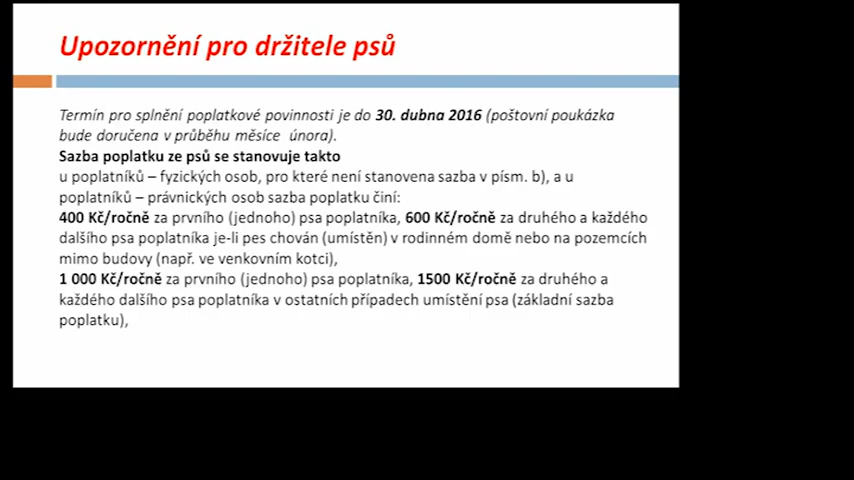 Upozornění pro držitele psů
Termín pro splnění poplatkové povinnosti je do 30. dubna 2016 (poštovní poukázka
bude doručena v průběhu měsíce února).
Sazba poplatku ze psů se stanovuje takto
u poplatníků – fyzických osob, pro které není stanovena sazba v písm. b), a u
poplatníků – právnických osob sazba poplatku činí:
400 Kč/ročně za prvního (jednoho) psa poplatníka, 600 Kč/ročně za druhého a každého
dalšího psa poplatníka je-li pes chován (umístěn) v rodinném domě nebo na pozemcích
mimo budovy (např. ve venkovním kotci),
1 000 Kč/ročně za prvního (jednoho) psa poplatníka, 1500 Kč/ročně za druhého a
každého dalšího psa poplatníka v ostatních případech umístění psa (základní sazba
poplatku),